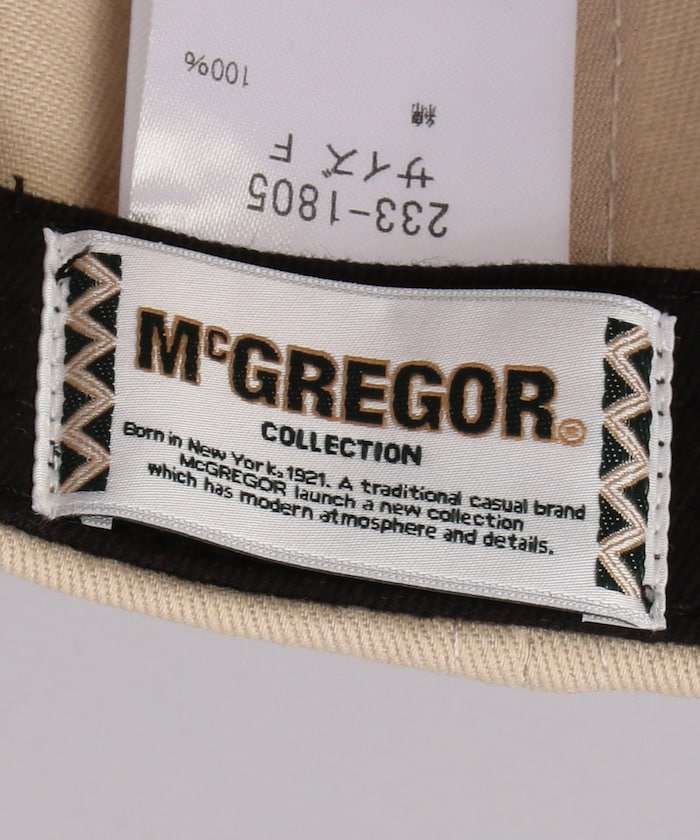 233-1805
サイズ F
綿
100%
McGREGOR®
COLLECTION
Born in New York, 1921. A traditional casual brand
McGREGOR launch a new collection
which has modern atmosphere and details.